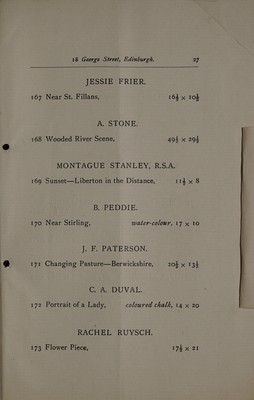 18 George Street, Edinburgh. 27
JESSIE FRIER.
167 Near St. Fillans, 16½ x 10½
A. STONE.
168 Wooded River Scene, 49½ x 29½
MONTAGUE STANLEY, R.S.A.
169 Sunset—Liberton in the Distance, 11½ x 8
B. PEDDIE.
170 Near Stirling, water-colour, 17 x 10
J. F. PATERSON.
171 Changing Pasture—Berwickshire, 20½ x 13½
C. A. DUVAL.
172 Portrait of a Lady, coloured chalk, 14 x 20
RACHEL RUYSCH.
173 Flower Piece, 17½ x 21